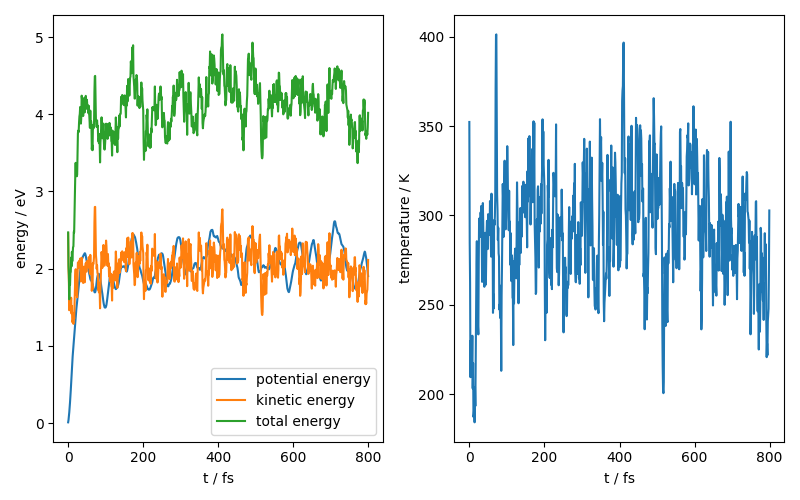 energy / eV
5
4
3
2
1
0
potential energy
kinetic energy
total energy
0 200 400 600 800
t / fs
temperature / K
400
350
300
250
200
0 200 400 600 800
t / fs